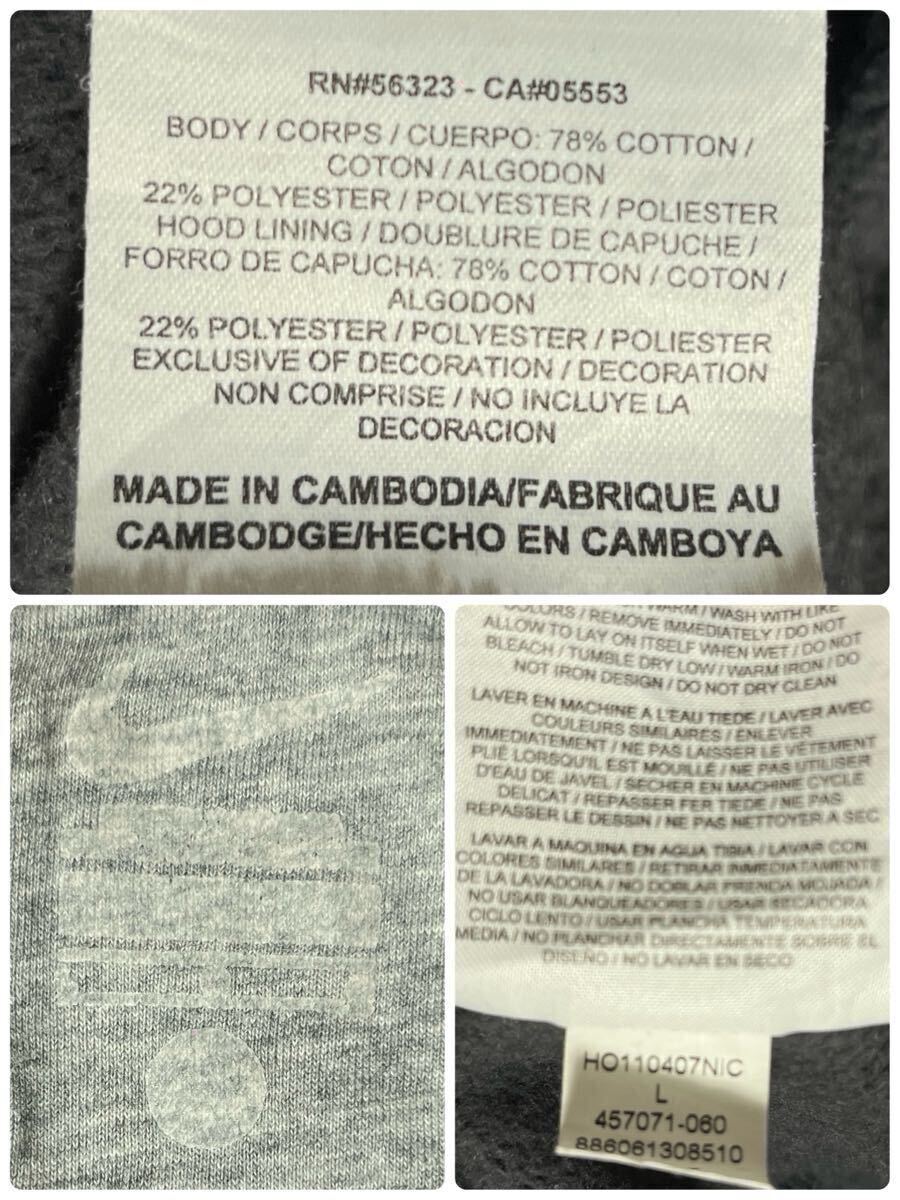 RN#56323 - CA#05553
BODY / CORPS / CUERPO: 78% COTTON /
COTON / ALGODON
22% POLYESTER / POLYESTER / POLIESTER
HOOD LINING / DOUBLURE DE CAPUCHE /
FORRO DE CAPUCHA: 78% COTTON / COTON /
ALGODON
22% POLYESTER / POLYESTER / POLIESTER
EXCLUSIVE OF DECORATION / DECORATION
NON COMPRISE / NO INCLUYE LA
DECORACION
MADE IN CAMBODIA/FABRIQUE AU
CAMBODGE/HECHO EN CAMBOYA
WARM / WASH WITH LIKE
COLORS / REMOVE IMMEDIATELY / DO NOT
ALLOW TO LAY ON ITSELF WHEN WET / DO NOT
BLEACH / TUMBLE DRY LOW / WARM IRON / DO
NOT IRON DESIGN / DO NOT DRY CLEAN
LAVER EN MACHINE A L'EAU TIEDE / LAVER AVEC
COULEURS SIMILAIRES / ENLEVER
IMMEDIATEMENT / NE PAS LAISSER LE VETEMENT
PLIÉ LORSQU'IL EST MOUILLÉ / NE PAS UTILISER
D'EAU DE JAVEL / SECHER EN MACHINE CYCLE
DELICAT / REPASSER FER TIEDE / NE PAS
REPASSER LE DESSIN / NE PAS NETTOYER A SEC
LAVAR A MAQUINA EN AGUA TIBIA / LAVAR CON
COLORES SIMILARES / RETIRAR INMEDIATAMENTE
DE LA LAVADORA / NO DOBLAR PRENDA MOJADA /
NO USAR BLANQUEADORES / USAR SECADORA
CICLO LENTO / USAR PLANCHA TEMPERATURA
MEDIA / NO PLANCHAR DIRECTAMENTE SOBRE EL
DISEÑO / NO LAVAR EN SECO
HO110407NIC
L
457071-060
886061308510